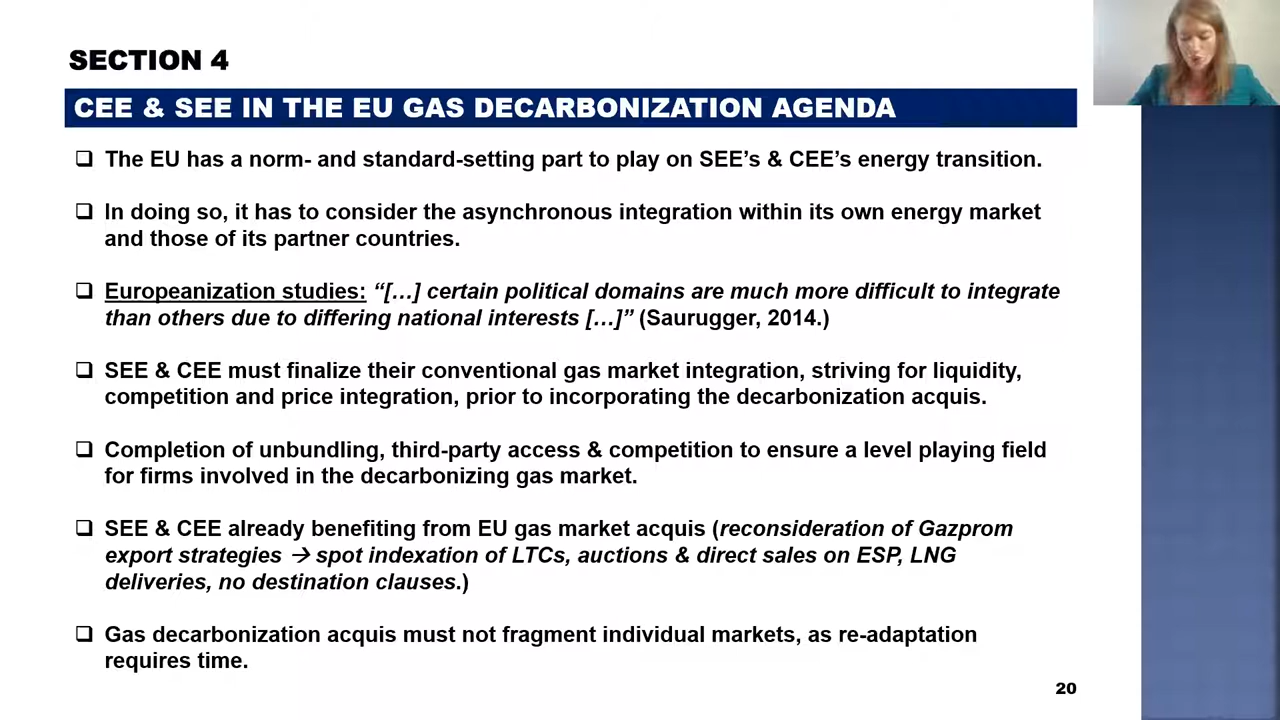 SECTION 4
CEE & SEE IN THE EU GAS DECARBONIZATION AGENDA
❑ The EU has a norm- and standard-setting part to play on SEE’s & CEE’s energy transition.
❑ In doing so, it has to consider the asynchronous integration within its own energy market
and those of its partner countries.
❑ Europeanization studies: “[…] certain political domains are much more difficult to integrate
than others due to differing national interests […]” (Saurugger, 2014.)
❑ SEE & CEE must finalize their conventional gas market integration, striving for liquidity,
competition and price integration, prior to incorporating the decarbonization acquis.
❑ Completion of unbundling, third-party access & competition to ensure a level playing field
for firms involved in the decarbonizing gas market.
❑ SEE & CEE already benefiting from EU gas market acquis (reconsideration of Gazprom
export strategies → spot indexation of LTCs, auctions & direct sales on ESP, LNG
deliveries, no destination clauses.)
❑ Gas decarbonization acquis must not fragment individual markets, as re-adaptation
requires time.
20